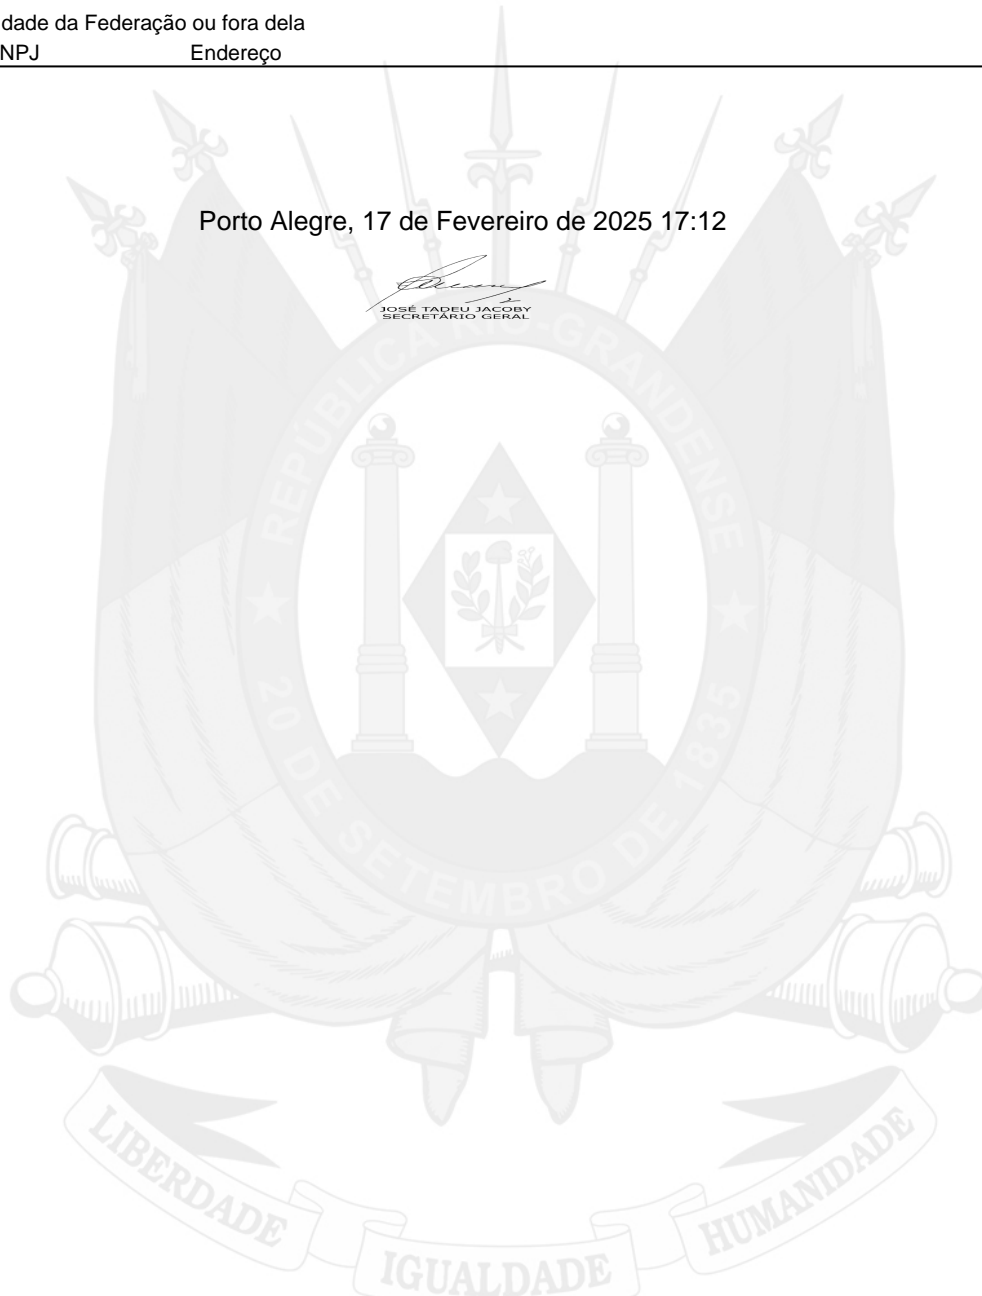 dade da Federação ou fora dela
NPJ Endereço
Porto Alegre, 17 de Fevereiro de 2025 17:12
JOSÉ TADEU JACOBY
SECRETÁRIO GERAL
REPÚBLICA RIO-GRANDENSE
20 DE SETEMBRO DE 1835
LIBERDADE
IGUALDADE
HUMANIDADE